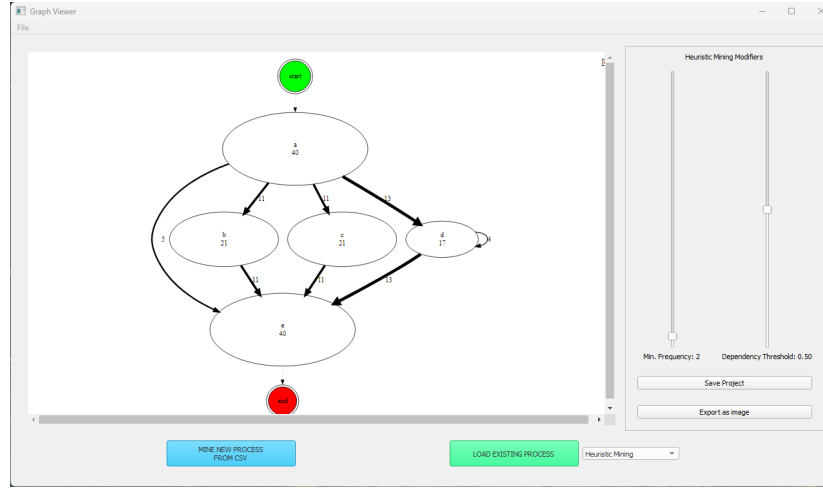 Graph Viewer
File
start
a
40
11
11
13
5
b
21
c
21
d
17
4
11
11
13
e
40
end
Heuristic Mining Modifiers
Min. Frequency: 2
Dependency Threshold: 0.50
Save Project
Export as image
MINE NEW PROCESS
FROM CSV
LOAD EXISTING PROCESS
Heuristic Mining